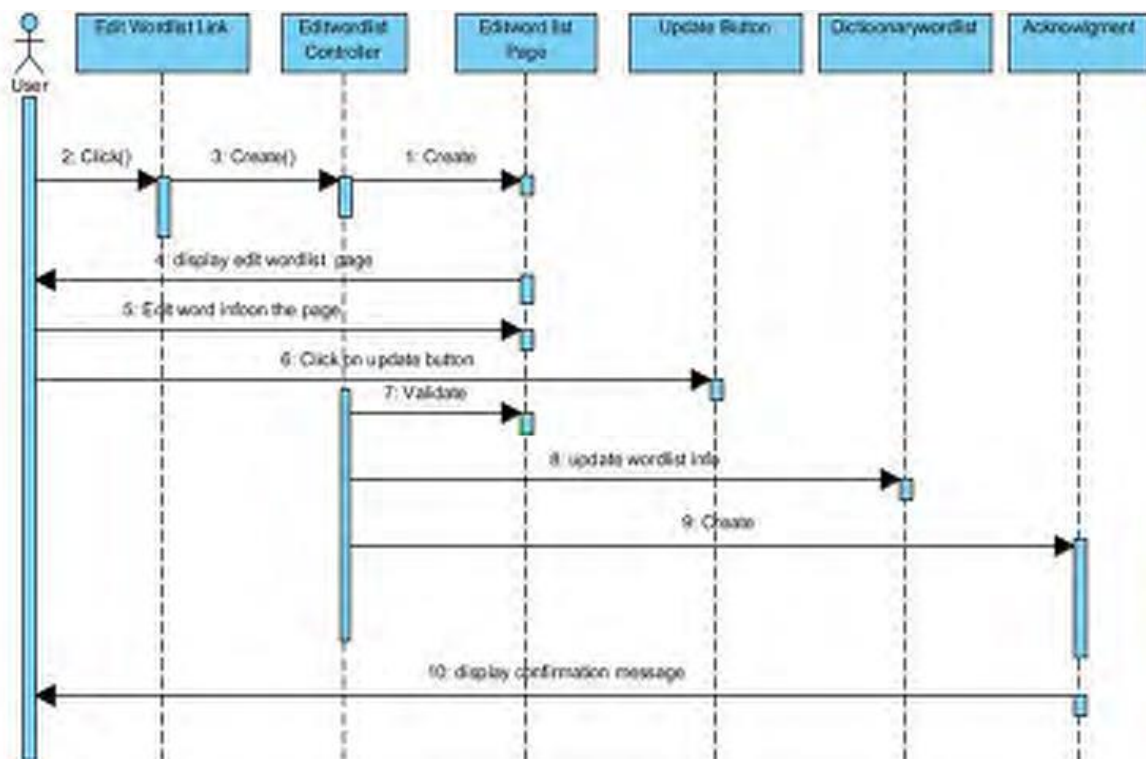 Edit Wordlist Link
Editwordlist
Controller
Editword list
Page
Update Button
Dictioonarywordlist
Acknowlgment
User
2: Click()
3: Create()
1: Create
4: display edit wordlist page
5: Edit word infoon the page
6: Click on update button
7: Validate
8: update wordlist info
9: Create
10: display confirmation message